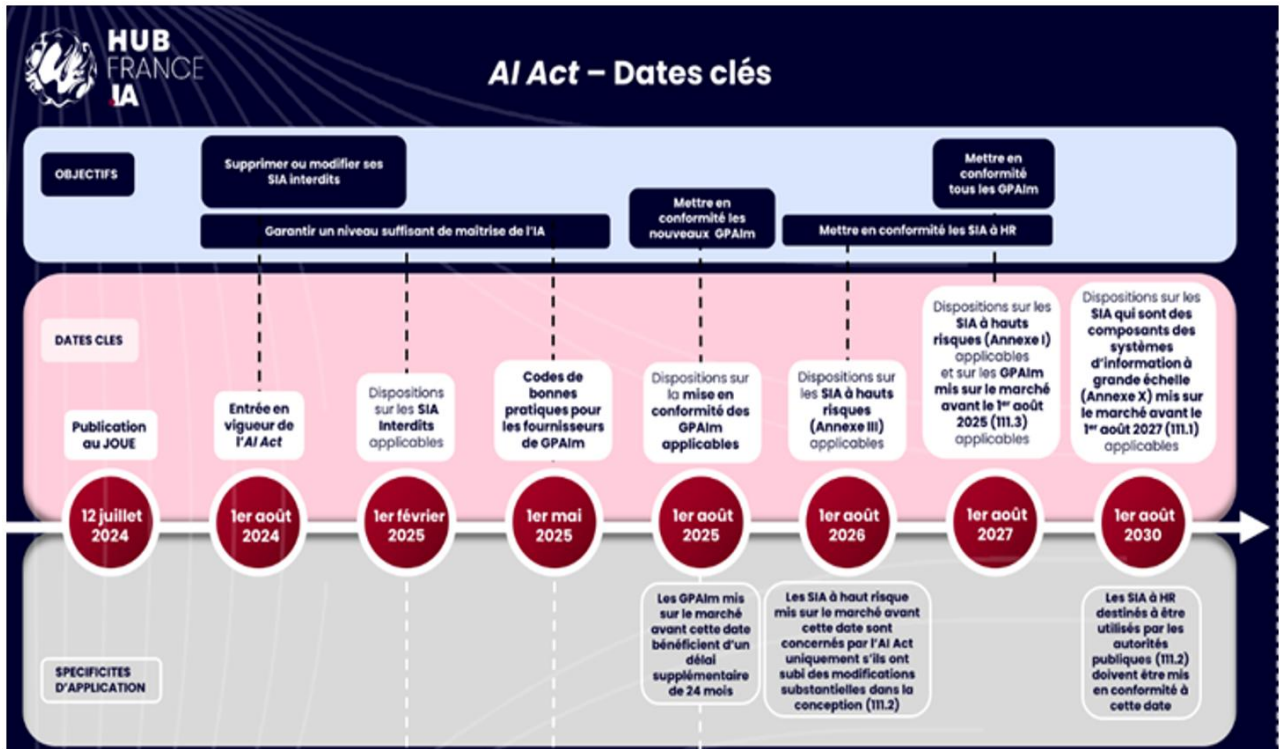 HUB
FRANCE
IA
AI Act – Dates clés
OBJECTIFS
Supprimer ou modifier ses
SIA interdits
Garantir un niveau suffisant de maîtrise de l'IA
Mettre en
conformité les
nouveaux GPAIm
Mettre en
conformité
tous les GPAIm
Mettre en conformité les SIA à HR
DATES CLES
Publication
au JOUE
Entrée en
vigueur de
l'AI Act
Dispositions
sur les SIA
Interdits
applicables
Codes de
bonnes
pratiques pour
les fournisseurs
de GPAIm
Dispositions sur
la mise en
conformité des
GPAIm
applicables
Dispositions sur
les SIA à hauts
risques
(Annexe III)
applicables
Dispositions sur les
SIA à hauts
risques (Annexe I)
applicables
et sur les GPAIm
mis sur le marché
avant le 1er août
2025 (111.3)
applicables
Dispositions sur les
SIA qui sont des
composants des
systèmes
d'information à
grande échelle
(Annexe X) mis sur
le marché avant le
1er août 2027 (111.1)
applicables
12 juillet
2024
1er août
2024
1er février
2025
1er mai
2025
1er août
2025
1er août
2026
1er août
2027
1er août
2030
SPECIFICITES
D'APPLICATION
Les GPAIm mis
sur le marché
avant cette date
bénéficient d'un
délai
supplémentaire
de 24 mois
Les SIA à haut risque
mis sur le marché avant
cette date sont
concernés par l'AI Act
uniquement s'ils ont
subi des modifications
substantielles dans la
conception (111.2)
Les SIA à HR
destinés à être
utilisés par les
autorités
publiques (111.2)
doivent être mis
en conformité à
cette date